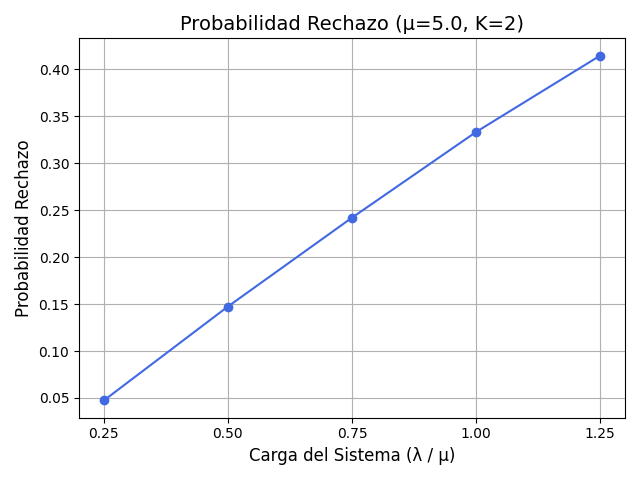 Probabilidad Rechazo (μ=5.0, K=2)
Probabilidad Rechazo
0.40
0.35
0.30
0.25
0.20
0.15
0.10
0.05
0.25 0.50 0.75 1.00 1.25
Carga del Sistema (λ / μ)